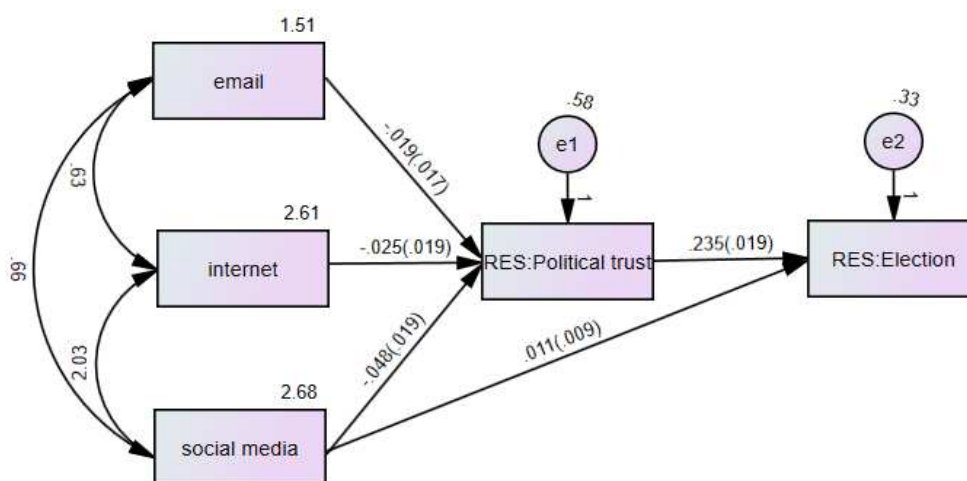 1.51
email
.58
.33
e1
e2
-.019(.017)
.63
1
1
2.61
internet
-.025(.019)
RES:Political trust
.235(.019)
RES:Election
.66
2.03
-.048(.019)
.011(.009)
2.68
social media